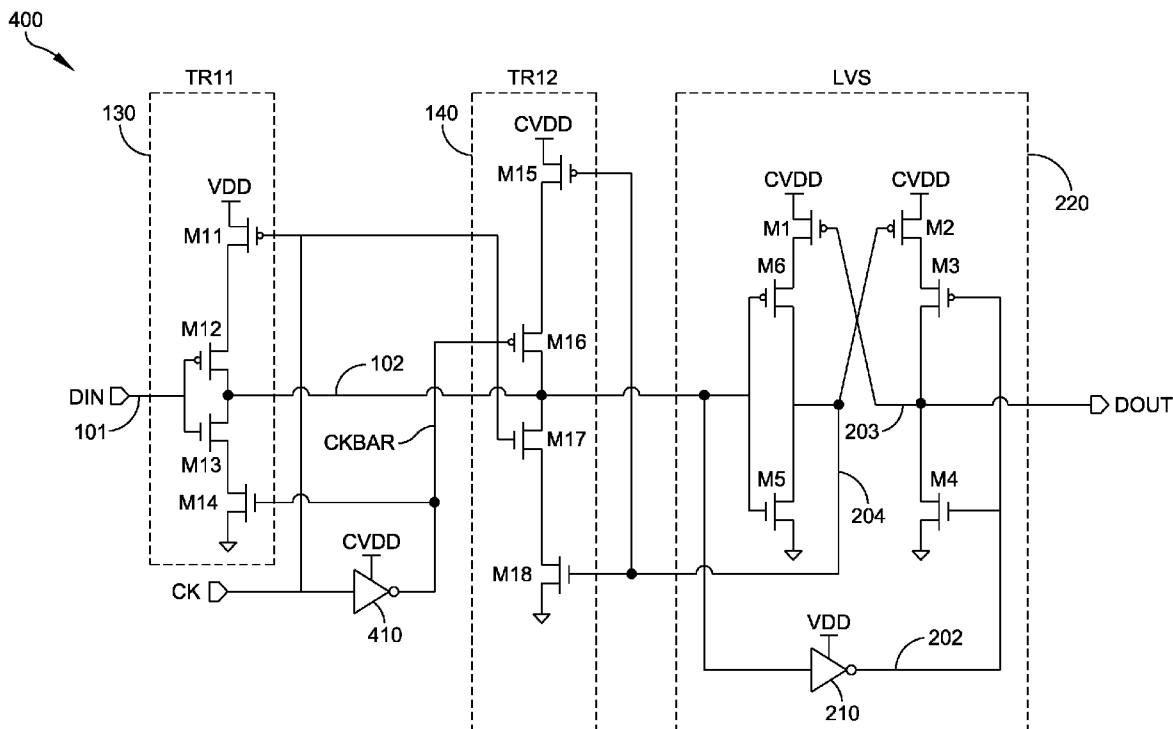 400
TR11
TR12
LVS
130
140
220
CVDD
M15
VDD
M11
CVDD
CVDD
M1
M2
M6
M3
M12
M16
102
DIN
101
DOUT
203
CKBAR
M17
M13
M14
M5
M4
204
CVDD
M18
CK
410
VDD
202
210